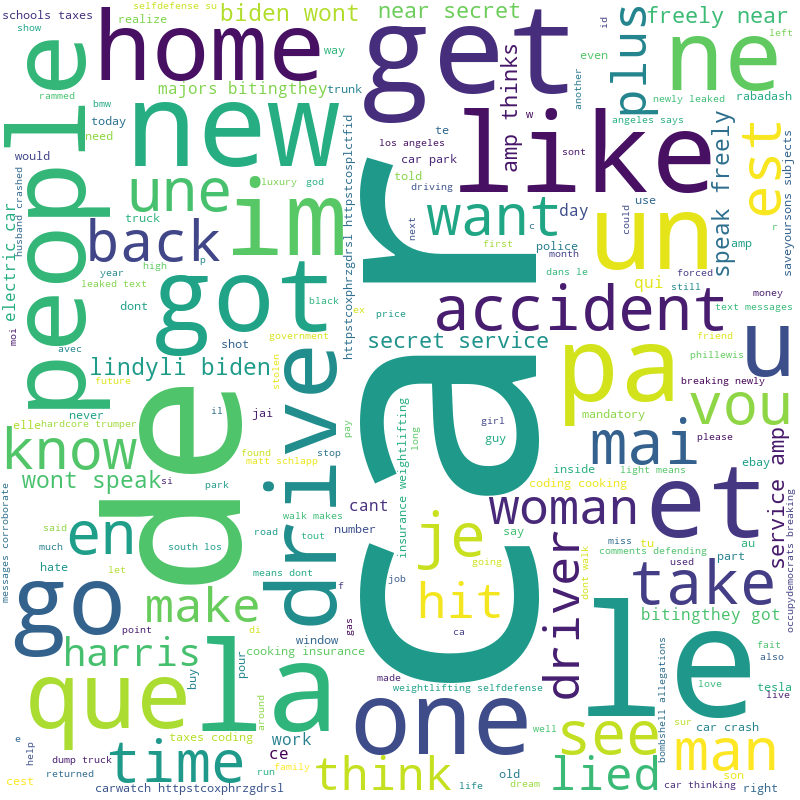 schools taxes
selfdefense su
biden wont
near secret
freely near
show
realize
home
get
plus
ne
id
left
people
rammed
majors bitingthey
trunk
way
amp thinks
even
another
newly leaked
rabadash
bmw
new
like
angeles says
today
need
would
los angeles
te
w
sont
car park
est
speak freely
saveyoursons subjects
husband crashed
une
im
luxury
god
told
driving
un
use
could
truck
back
want
day
amp
r
electric car
year
high
p
got
next
first
c
police
month
qui
forced
still
dans le
leaked text
dont
black
httpstcoxphrzgdrsl httpstcosplctfid
accident
text messages
money
moi
avec
shot
government
ex
price
secret service
pa
u
friend
phillewis
lindyli biden
drive
stolen
car
breaking newly
future
vou
please
never
de
il
jai
elle
hardcore trumper
girl
guy
mandatory
know
found
matt schlapp
stop
pay
insurance weightlifting
long
mai
service amp
wont speak
si
park
inside
light means
ebay
coding cooking
messages corroborate
said
much
en
road
walk makes
number
cant
woman
et
say
je
going
south los
tout
miss
tu
au
comments defending
part
hate
let
means dont
f
job
hit
driver
dont walk
used
take
occupydemocrats breaking
go
make
point
di
window
gas
ca
bitingthey got
harris
cooking insurance
pour
made
weightlifting selfdefense
le
fait
also
que
la
buy
around
one
love
tesla
live
bombshell allegations
sur
car crash
e
help
taxes coding
work
ce
well
see
man
son
dump truck
time
run
family
think
old
dream
lied
car thinking
right
cest
returned
carwatch httpstcoxphrzgdrsl
life